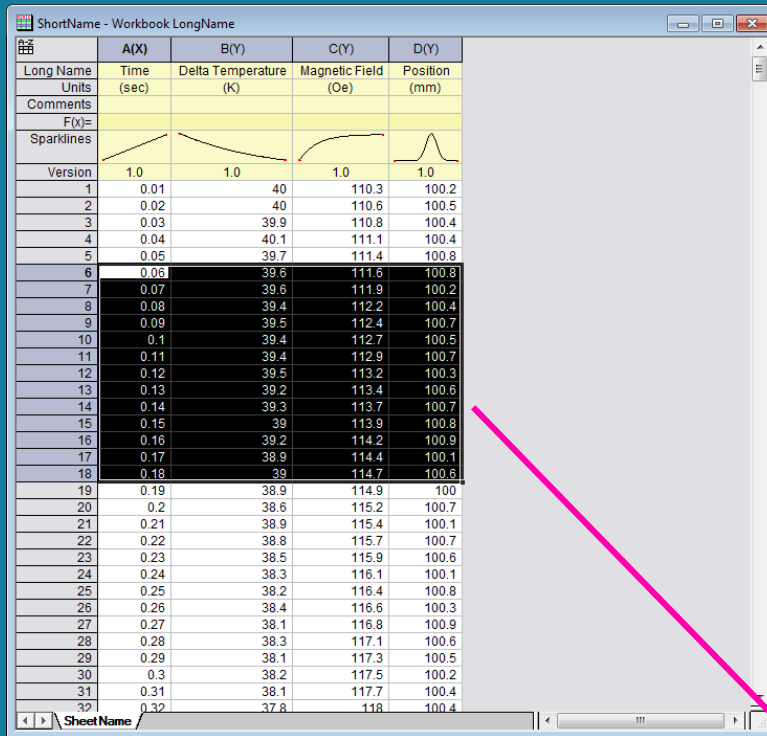 ShortName - Workbook LongName
A(X) B(Y) C(Y) D(Y)
Long Name Time Delta Temperature Magnetic Field Position
Units (sec) (K) (Oe) (mm)
Comments
F(x)=
Sparklines
Version 1.0 1.0 1.0 1.0
1 0.01 40 110.3 100.2
2 0.02 40 110.6 100.5
3 0.03 39.9 110.8 100.4
4 0.04 40.1 111.1 100.4
5 0.05 39.7 111.4 100.8
6 0.06 39.6 111.6 100.8
7 0.07 39.6 111.9 100.2
8 0.08 39.4 112.2 100.4
9 0.09 39.5 112.4 100.7
10 0.1 39.4 112.7 100.5
11 0.11 39.4 112.9 100.7
12 0.12 39.5 113.2 100.3
13 0.13 39.2 113.4 100.6
14 0.14 39.3 113.7 100.7
15 0.15 39 113.9 100.8
16 0.16 39.2 114.2 100.9
17 0.17 38.9 114.4 100.1
18 0.18 39 114.7 100.6
19 0.19 38.9 114.9 100
20 0.2 38.6 115.2 100.7
21 0.21 38.9 115.4 100.1
22 0.22 38.8 115.7 100.7
23 0.23 38.5 115.9 100.6
24 0.24 38.3 116.1 100.1
25 0.25 38.2 116.4 100.8
26 0.26 38.4 116.6 100.3
27 0.27 38.1 116.8 100.9
28 0.28 38.3 117.1 100.6
29 0.29 38.1 117.3 100.5
30 0.3 38.2 117.5 100.2
31 0.31 38.1 117.7 100.4
32 0.32 37.8 118 100.4
SheetName